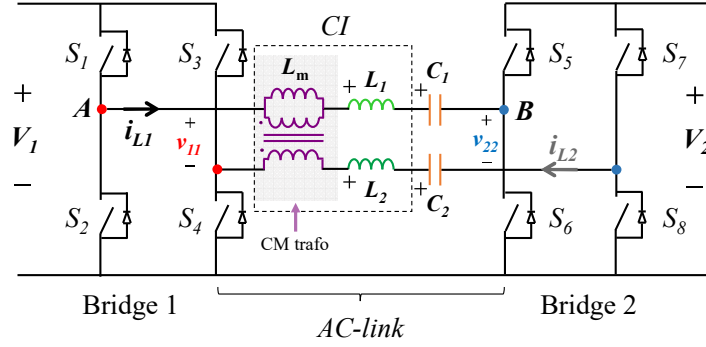 CI
S1 S3 Lm L1 C1 S5 S7
+ + + +
A B
V1 iL1 + v11 − + v22 − iL2 V2
− + + −
L2 C2
S2 S4 S6 S8
CM trafo
Bridge 1 Bridge 2
AC-link